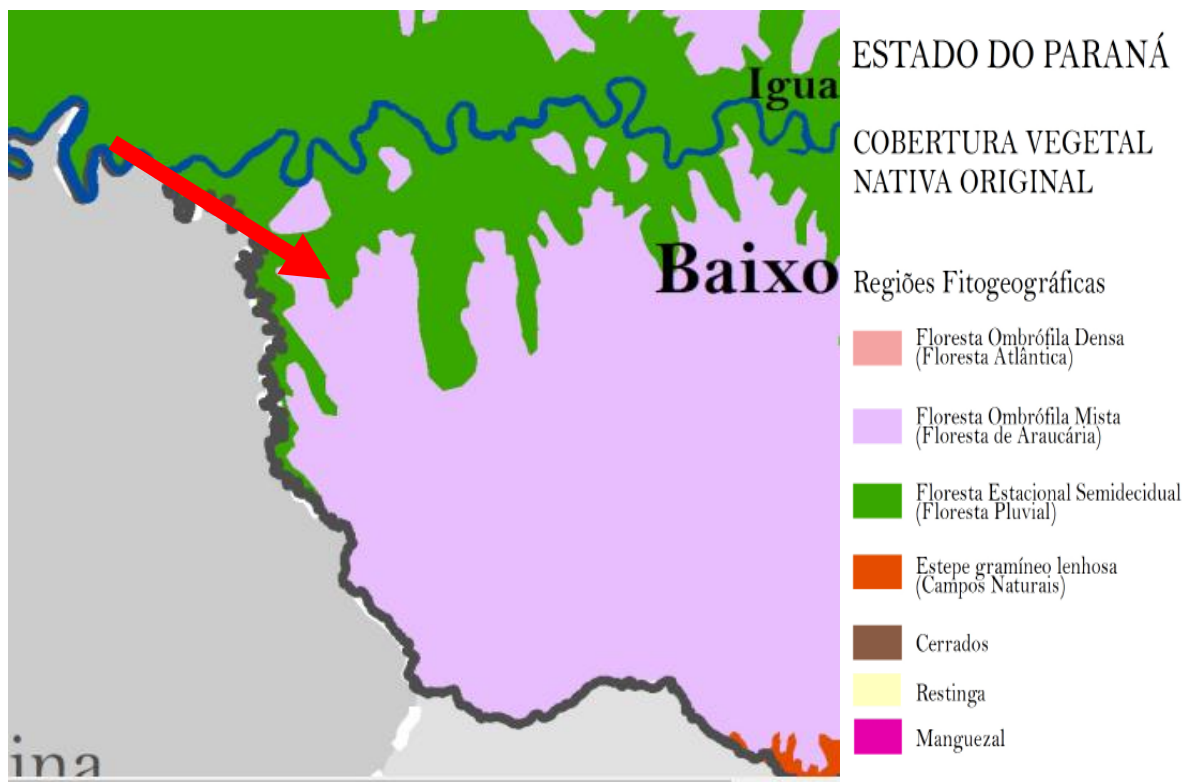 Igua
Baixo
ina
ESTADO DO PARANÁ
COBERTURA VEGETAL
NATIVA ORIGINAL
Regiões Fitogeográficas
Floresta Ombrófila Densa
(Floresta Atlântica)
Floresta Ombrófila Mista
(Floresta de Araucária)
Floresta Estacional Semidecidual
(Floresta Pluvial)
Estepe gramíneo lenhosa
(Campos Naturais)
Cerrados
Restinga
Manguezal